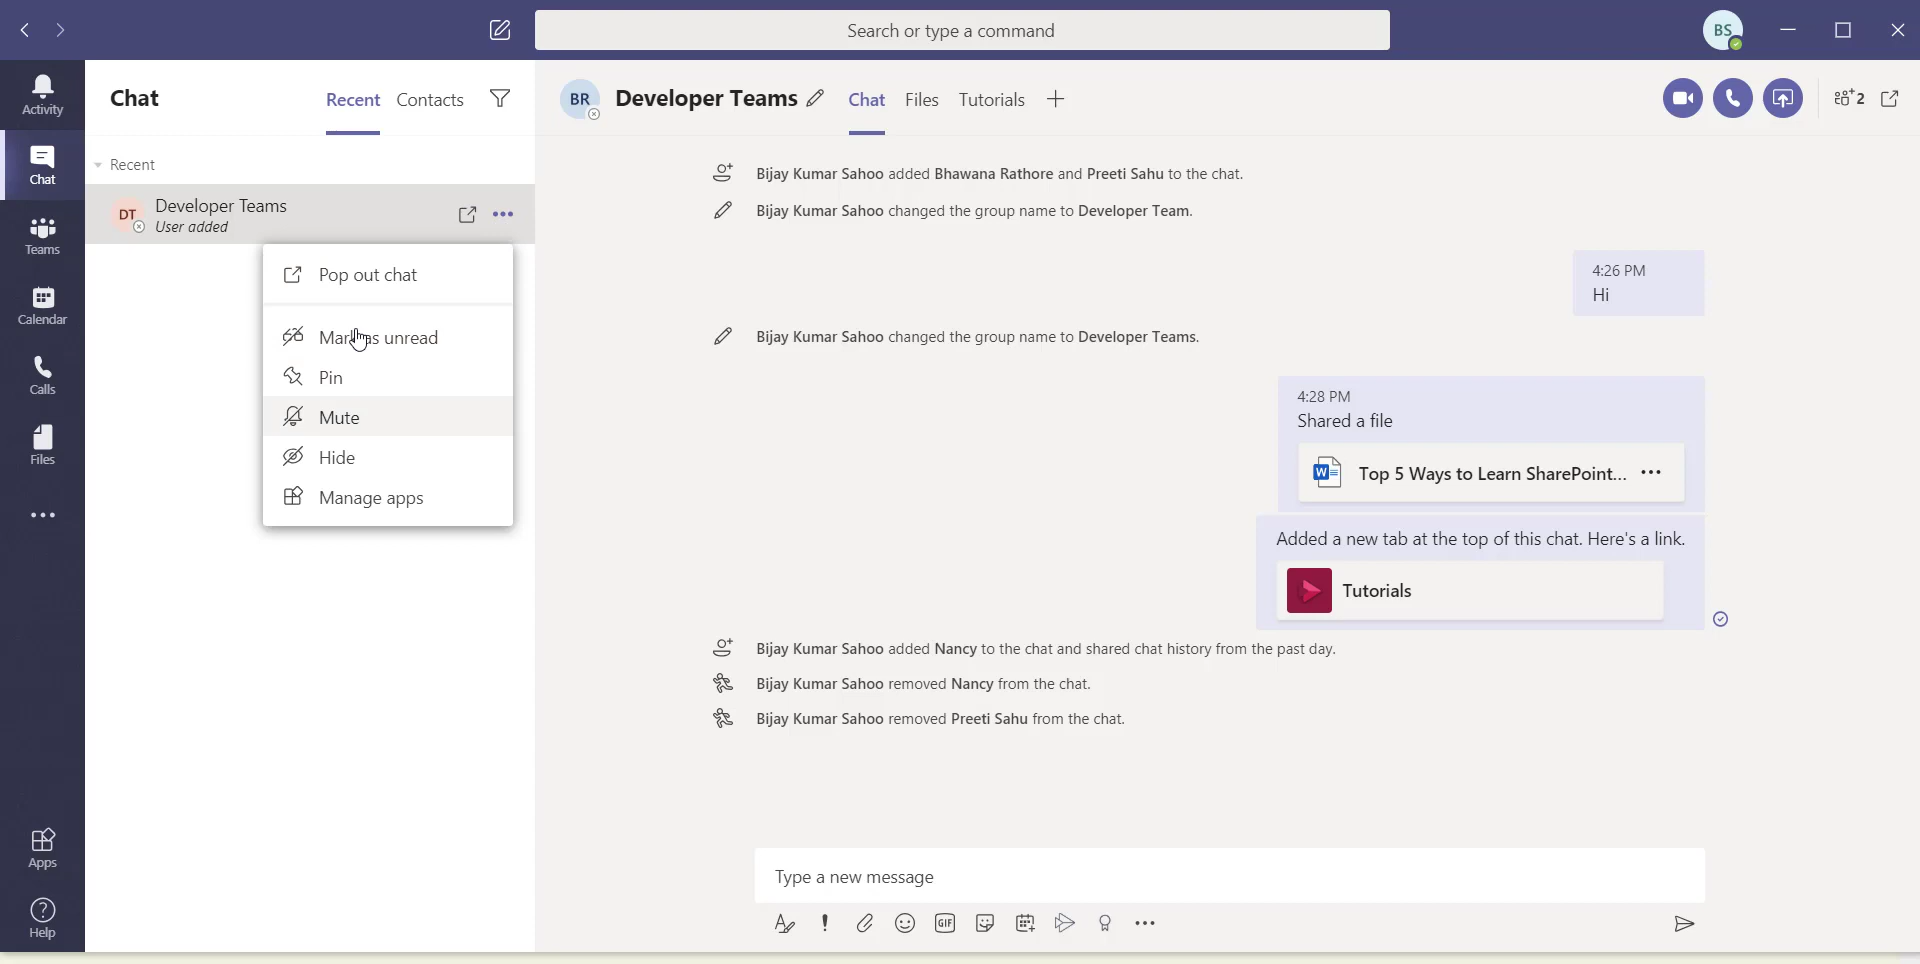 Search or type a command
BS
Activity
Chat
Teams
Calendar
Calls
Files
Apps
Help
Chat
Recent
Contacts
Recent
DT
Developer Teams
User added
Pop out chat
Mark as unread
Pin
Mute
Hide
Manage apps
BR
Developer Teams
Chat
Files
Tutorials
2
Bijay Kumar Sahoo added Bhawana Rathore and Preeti Sahu to the chat.
Bijay Kumar Sahoo changed the group name to Developer Team.
4:26 PM
Hi
Bijay Kumar Sahoo changed the group name to Developer Teams.
4:28 PM
Shared a file
W
Top 5 Ways to Learn SharePoint...
Added a new tab at the top of this chat. Here's a link.
Tutorials
Bijay Kumar Sahoo added Nancy to the chat and shared chat history from the past day.
Bijay Kumar Sahoo removed Nancy from the chat.
Bijay Kumar Sahoo removed Preeti Sahu from the chat.
Type a new message
GIF